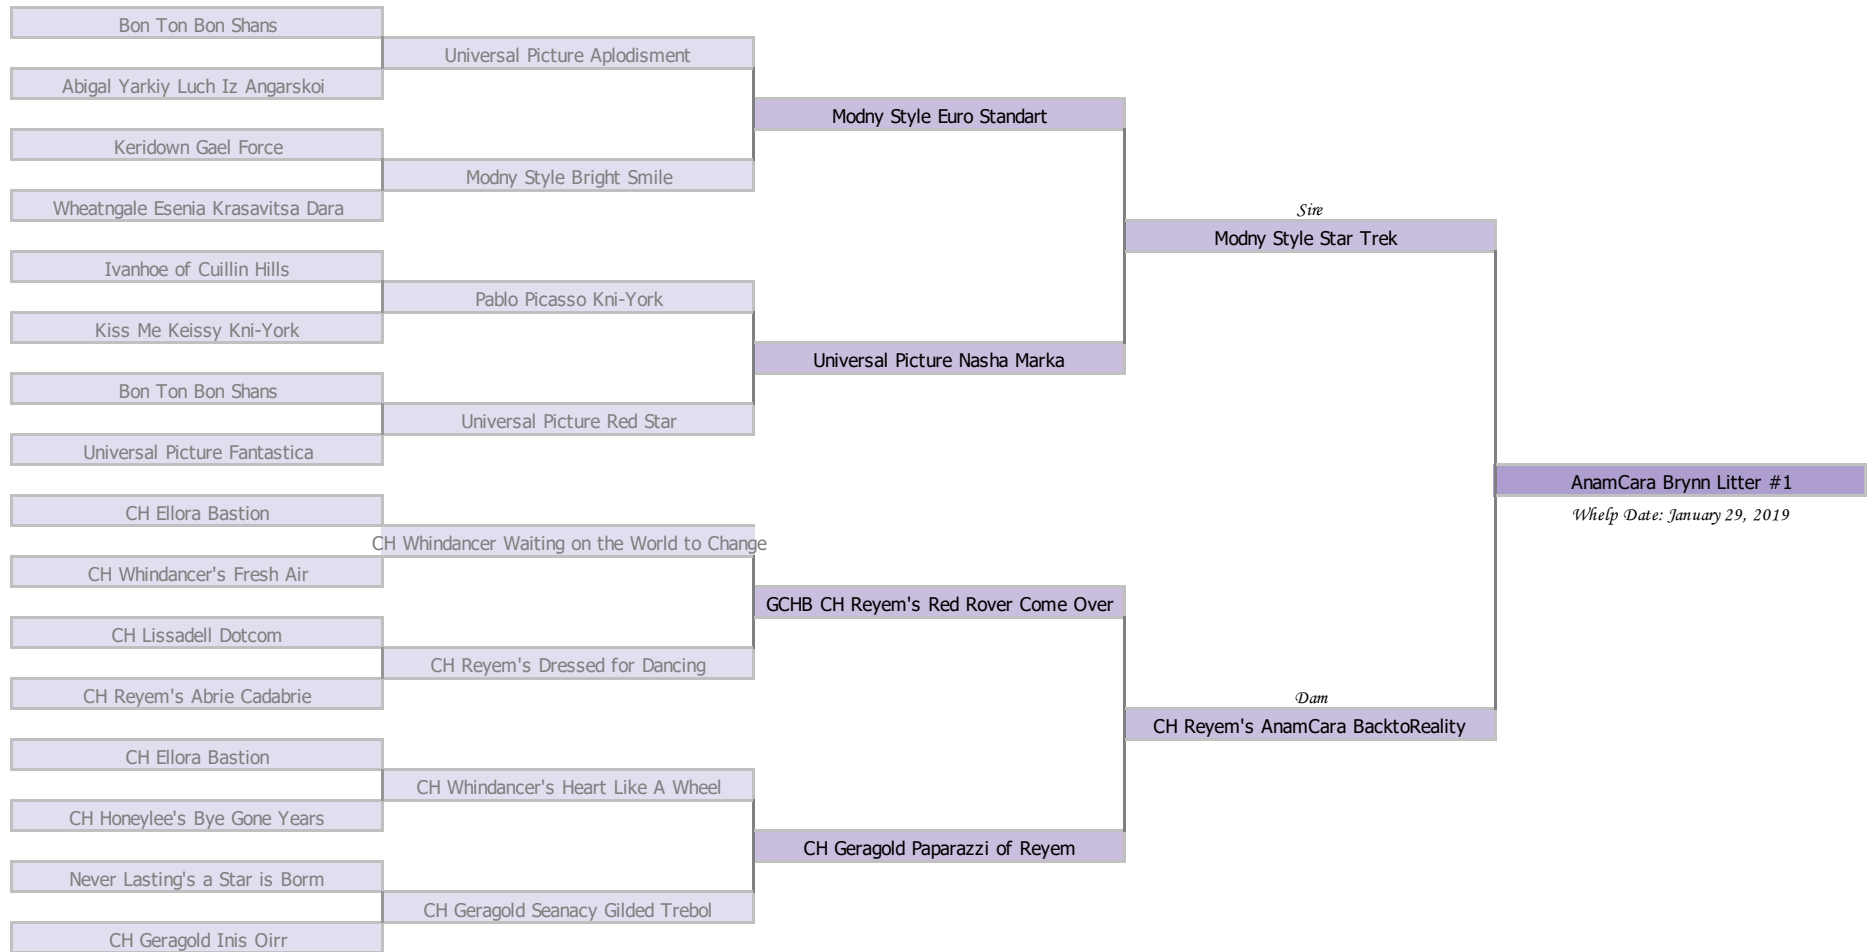 Bon Ton Bon Shans
Universal Picture Aplodisment
Abigal Yarkiy Luch Iz Angarskoi
Modny Style Euro Standart
Keridown Gael Force
Modny Style Bright Smile
Wheatngale Esenia Krasavitsa Dara
Sire
Modny Style Star Trek
Ivanhoe of Cuillin Hills
Pablo Picasso Kni-York
Kiss Me Keissy Kni-York
Universal Picture Nasha Marka
Bon Ton Bon Shans
Universal Picture Red Star
Universal Picture Fantastica
AnamCara Brynn Litter #1
Whelp Date: January 29, 2019
CH Ellora Bastion
CH Whindancer Waiting on the World to Change
CH Whindancer's Fresh Air
GCHB CH Reyem's Red Rover Come Over
CH Lissadell Dotcom
CH Reyem's Dressed for Dancing
CH Reyem's Abrie Cadabrie
Dam
CH Reyem's AnamCara BacktoReality
CH Ellora Bastion
CH Whindancer's Heart Like A Wheel
CH Honeylee's Bye Gone Years
CH Geragold Paparazzi of Reyem
Never Lasting's a Star is Borm
CH Geragold Seanacy Gilded Trebol
CH Geragold Inis Oirr